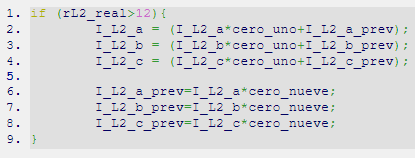 1. if (rL2_real>12){
2. I_L2_a = (I_L2_a*cero_uno+I_L2_a_prev);
3. I_L2_b = (I_L2_b*cero_uno+I_L2_b_prev);
4. I_L2_c = (I_L2_c*cero_uno+I_L2_c_prev);
5.
6. I_L2_a_prev=I_L2_a*cero_nueve;
7. I_L2_b_prev=I_L2_b*cero_nueve;
8. I_L2_c_prev=I_L2_c*cero_nueve;
9. }